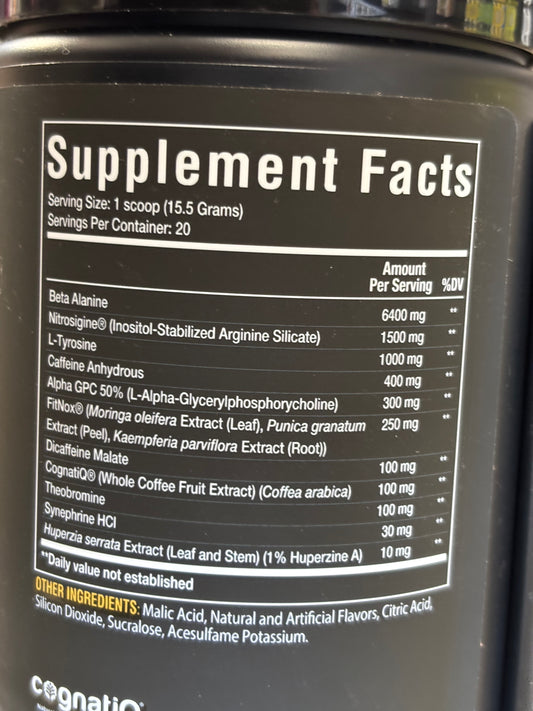 Supplement Facts
Serving Size: 1 scoop (15.5 Grams)
Servings Per Container: 20
Amount
Per Serving %DV
Beta Alanine 6400 mg **
Nitrosigine® (Inositol-Stabilized Arginine Silicate) 1500 mg **
L-Tyrosine 1000 mg **
Caffeine Anhydrous 400 mg **
Alpha GPC 50% (L-Alpha-Glycerylphosphorycholine) 300 mg **
FitNox® (Moringa oleifera Extract (Leaf), Punica granatum 250 mg **
Extract (Peel), Kaempferia parviflora Extract (Root))
Dicaffeine Malate 100 mg **
CognatiQ® (Whole Coffee Fruit Extract) (Coffea arabica) 100 mg **
Theobromine 100 mg **
Synephrine HCl 30 mg **
Huperzia serrata Extract (Leaf and Stem) (1% Huperzine A) 10 mg **
**Daily value not established
OTHER INGREDIENTS: Malic Acid, Natural and Artificial Flavors, Citric Acid,
Silicon Dioxide, Sucralose, Acesulfame Potassium.
cognatiQ®